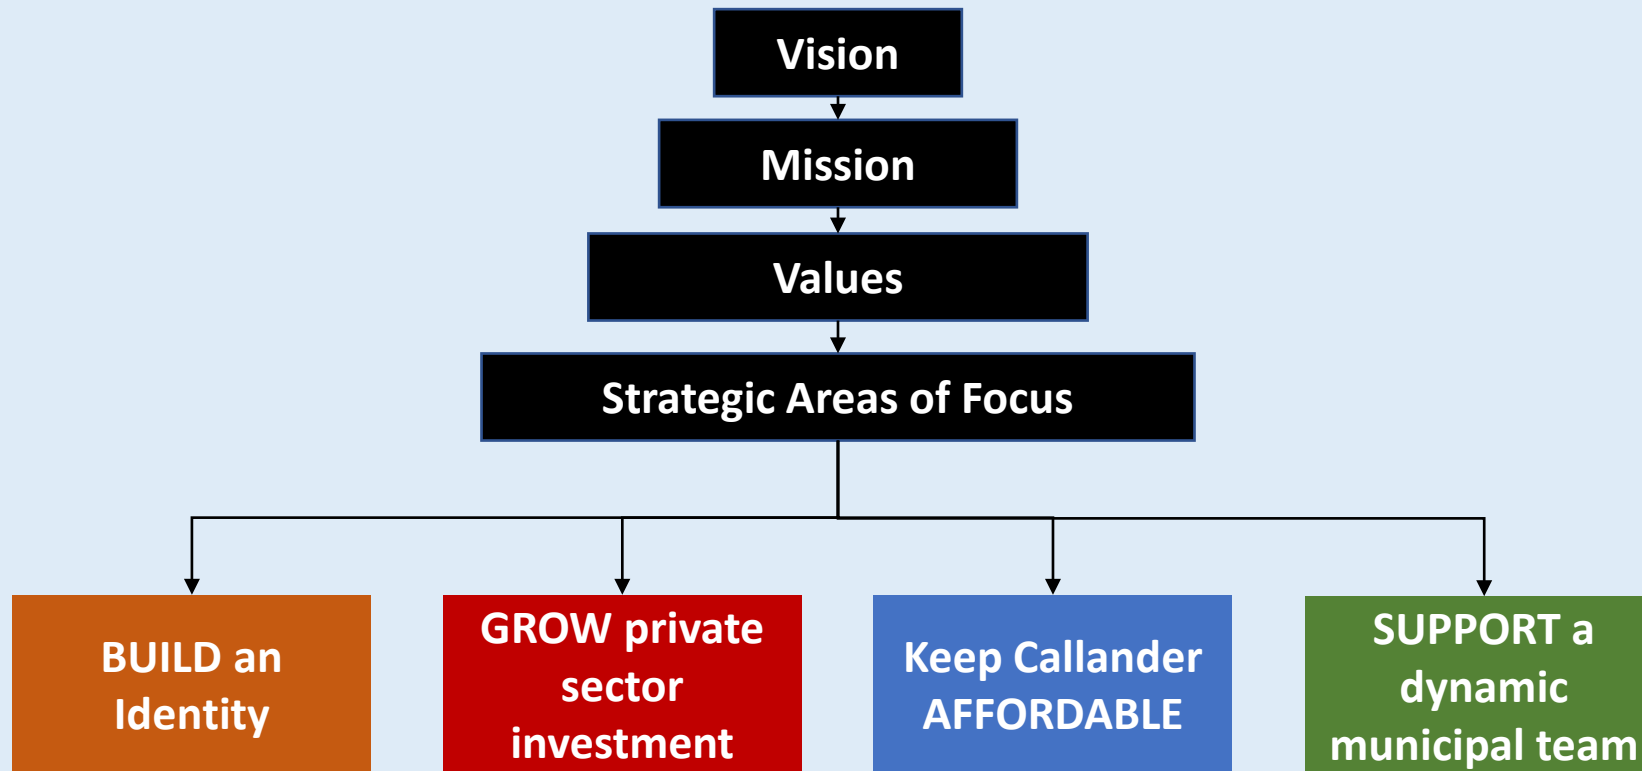 Vision
Mission
Values
Strategic Areas of Focus
BUILD an
Identity
GROW private
sector
investment
Keep Callander
AFFORDABLE
SUPPORT a
dynamic
municipal team